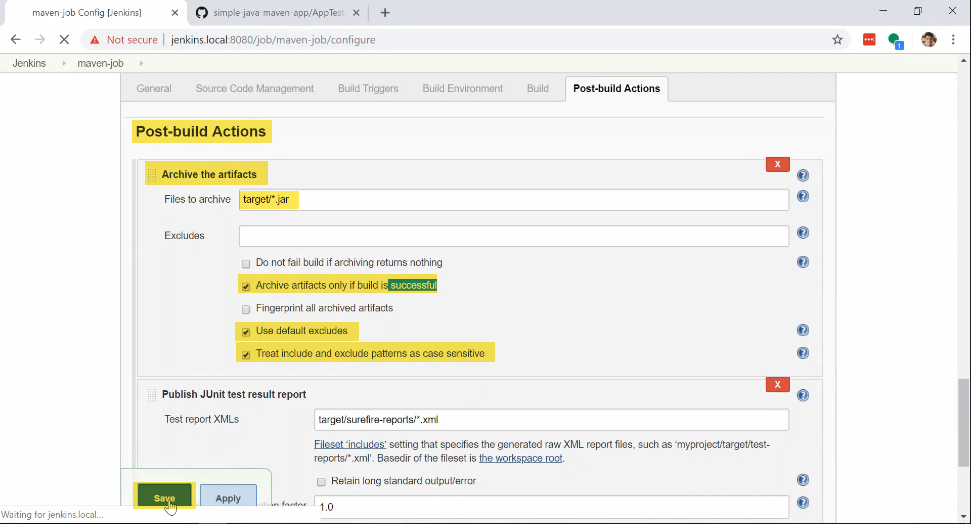 maven-job Config [Jenkins]
simple-java-maven-app/AppTest
Not secure | jenkins.local:8080/job/maven-job/configure
1
Jenkins maven-job
General Source Code Management Build Triggers Build Environment Build Post-build Actions
Post-build Actions
X
Archive the artifacts
Files to archive target/*.jar
Excludes
Do not fail build if archiving returns nothing
Archive artifacts only if build is successful
Fingerprint all archived artifacts
Use default excludes
Treat include and exclude patterns as case sensitive
X
Publish JUnit test result report
Test report XMLs target/surefire-reports/*.xml
Fileset 'includes' setting that specifies the generated raw XML report files, such as 'myproject/target/test-
reports/*.xml'. Basedir of the fileset is the workspace root.
Retain long standard output/error
Save Apply
factor 1.0
Waiting for jenkins.local...